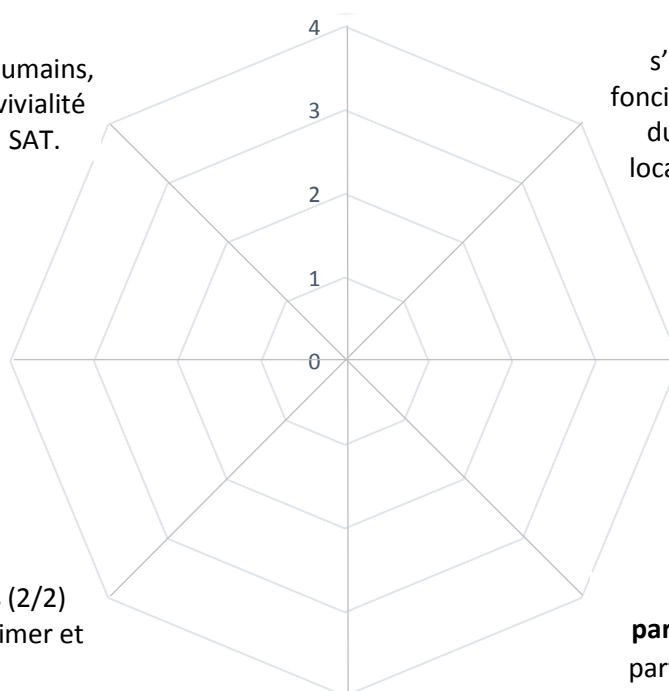 4
umains,
vivialité
SAT.
s’
fonci
du
loca
3
2
1
0
(2/2)
imer et
par
part